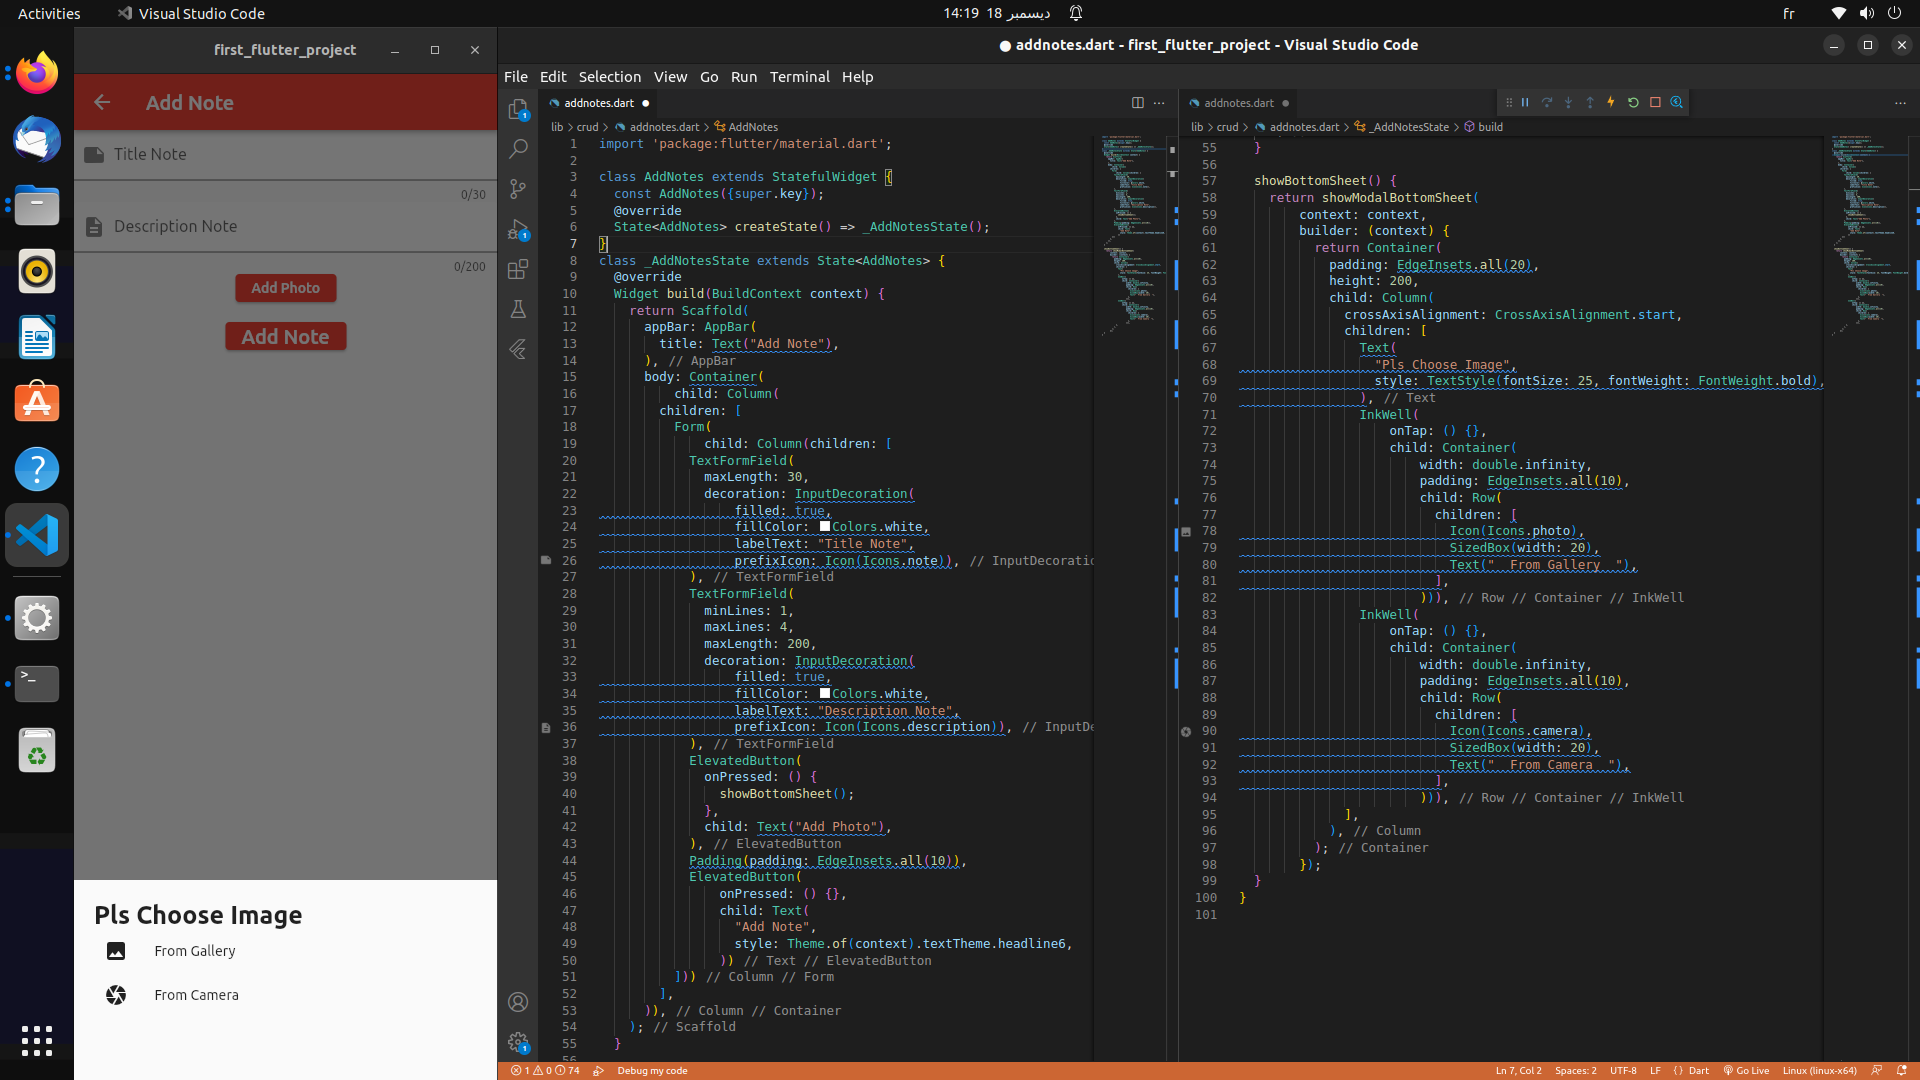 Activities
Visual Studio Code
14:19 18 ديسمبر
fr
first_flutter_project
Add Note
Title Note
0/30
Description Note
0/200
Add Photo
Add Note
Pls Choose Image
From Gallery
From Camera
● addnotes.dart - first_flutter_project - Visual Studio Code
File Edit Selection View Go Run Terminal Help
addnotes.dart ●
lib > crud > addnotes.dart > AddNotes
1 import 'package:flutter/material.dart';
2
3 class AddNotes extends StatefulWidget {
4 const AddNotes({super.key});
5 @override
6 State<AddNotes> createState() => _AddNotesState();
7 }
8 class _AddNotesState extends State<AddNotes> {
9 @override
10 Widget build(BuildContext context) {
11 return Scaffold(
12 appBar: AppBar(
13 title: Text("Add Note"),
14 ), // AppBar
15 body: Container(
16 child: Column(
17 children: [
18 Form(
19 child: Column(children: [
20 TextFormField(
21 maxLength: 30,
22 decoration: InputDecoration(
23 filled: true,
24 fillColor: Colors.white,
25 labelText: "Title Note",
26 prefixIcon: Icon(Icons.note)), // InputDecoratio
27 ), // TextFormField
28 TextFormField(
29 minLines: 1,
30 maxLines: 4,
31 maxLength: 200,
32 decoration: InputDecoration(
33 filled: true,
34 fillColor: Colors.white,
35 labelText: "Description Note",
36 prefixIcon: Icon(Icons.description)), // InputDe
37 ), // TextFormField
38 ElevatedButton(
39 onPressed: () {
40 showBottomSheet();
41 },
42 child: Text("Add Photo"),
43 ), // ElevatedButton
44 Padding(padding: EdgeInsets.all(10)),
45 ElevatedButton(
46 onPressed: () {},
47 child: Text(
48 "Add Note",
49 style: Theme.of(context).textTheme.headline6,
50 )) // Text // ElevatedButton
51 ])) // Column // Form
52 ],
53 )), // Column // Container
54 ); // Scaffold
55 }
56
addnotes.dart ●
lib > crud > addnotes.dart > _AddNotesState > build
55 }
56
57 showBottomSheet() {
58 return showModalBottomSheet(
59 context: context,
60 builder: (context) {
61 return Container(
62 padding: EdgeInsets.all(20),
63 height: 200,
64 child: Column(
65 crossAxisAlignment: CrossAxisAlignment.start,
66 children: [
67 Text(
68 "Pls Choose Image",
69 style: TextStyle(fontSize: 25, fontWeight: FontWeight.bold),
70 ), // Text
71 InkWell(
72 onTap: () {},
73 child: Container(
74 width: double.infinity,
75 padding: EdgeInsets.all(10),
76 child: Row(
77 children: [
78 Icon(Icons.photo),
79 SizedBox(width: 20),
80 Text("  From Gallery  "),
81 ],
82 ))), // Row // Container // InkWell
83 InkWell(
84 onTap: () {},
85 child: Container(
86 width: double.infinity,
87 padding: EdgeInsets.all(10),
88 child: Row(
89 children: [
90 Icon(Icons.camera),
91 SizedBox(width: 20),
92 Text("  From Camera  "),
93 ],
94 ))), // Row // Container // InkWell
95 ],
96 ), // Column
97 ); // Container
98 });
99 }
100 }
101
1 0 74 Debug my code
Ln 7, Col 2 Spaces: 2 UTF-8 LF { } Dart Go Live Linux (linux-x64)